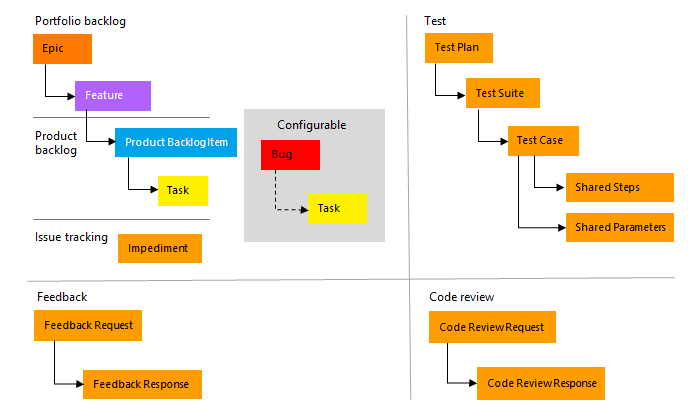 Portfolio backlog
Epic
Feature
Product
backlog
Product Backlog Item
Task
Configurable
Bug
Task
Issue tracking
Impediment
Test
Test Plan
Test Suite
Test Case
Shared Steps
Shared Parameters
Feedback
Feedback Request
Feedback Response
Code review
Code Review Request
Code Review Response